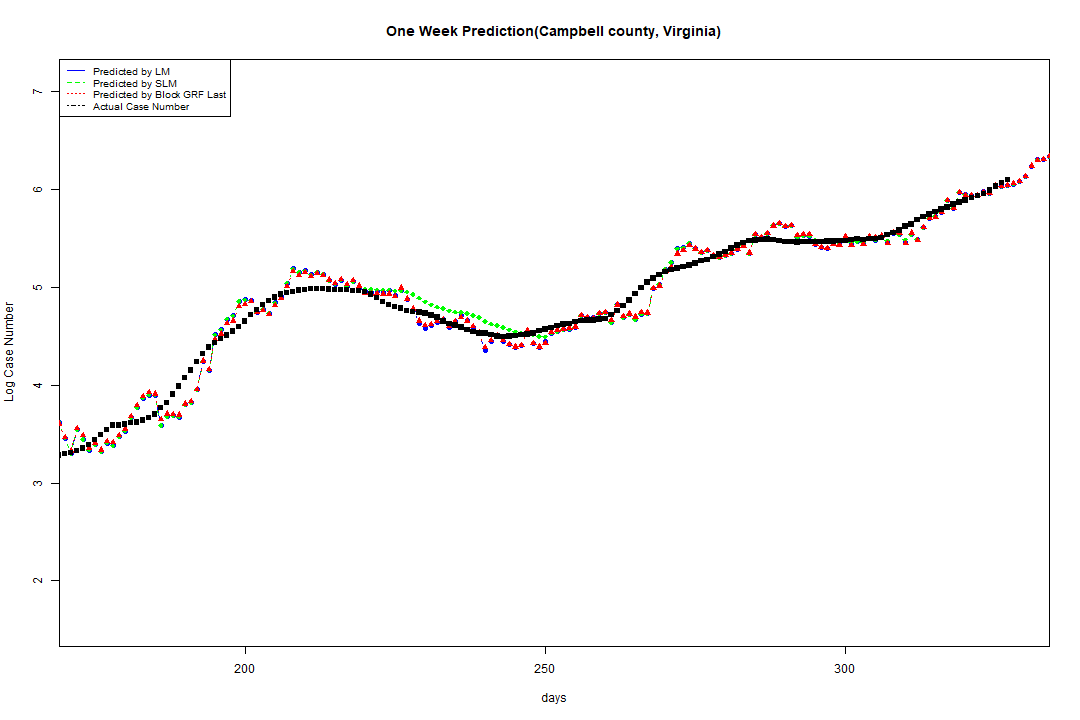 One Week Prediction(Campbell county, Virginia)
Predicted by LM
Predicted by SLM
Predicted by Block GRF Last
Actual Case Number
7
6
5
4
3
2
Log Case Number
200 250 300
days